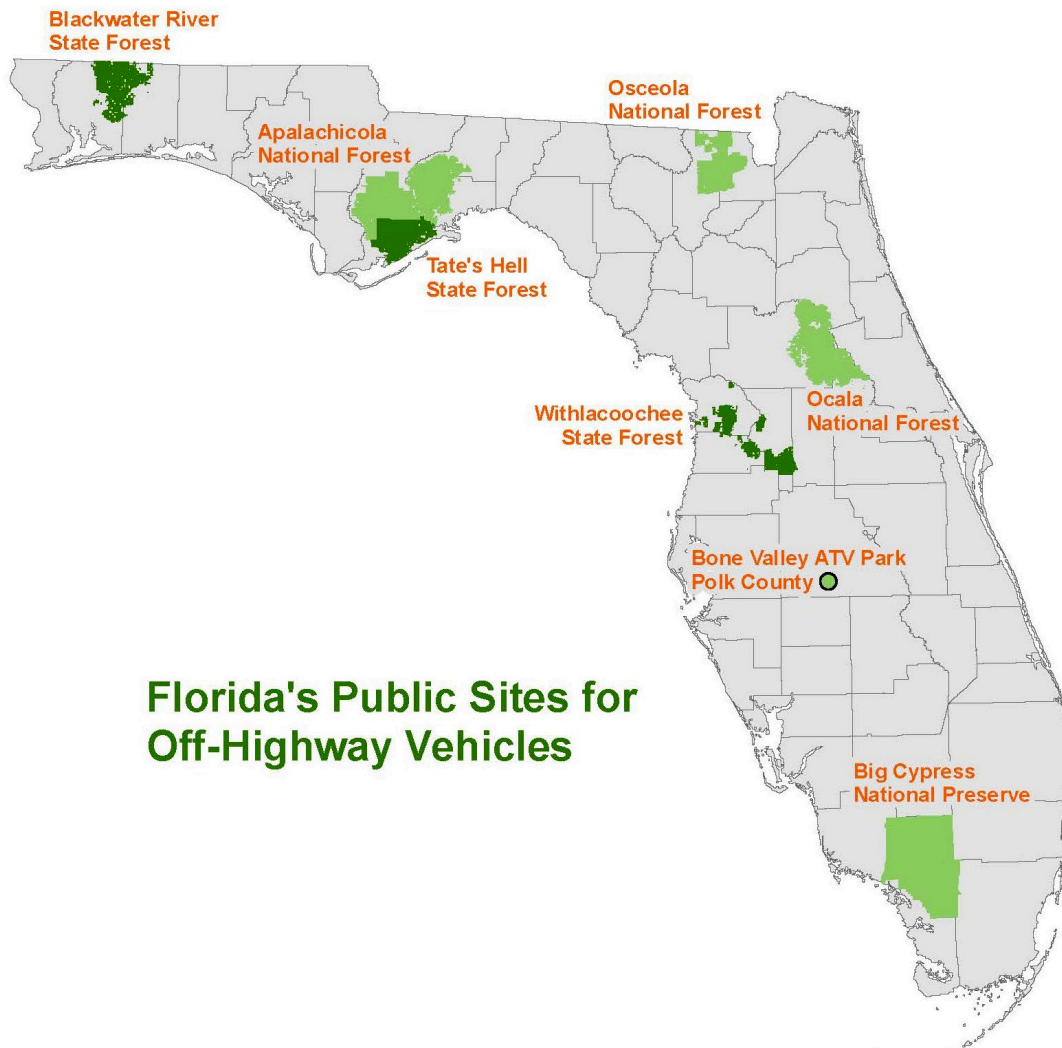 Blackwater River
State Forest
Osceola
National Forest
Apalachicola
National Forest
Tate's Hell
State Forest
Ocala
National Forest
Withlacoochee
State Forest
Bone Valley ATV Park
Polk County
Florida's Public Sites for
Off-Highway Vehicles
Big Cypress
National Preserve